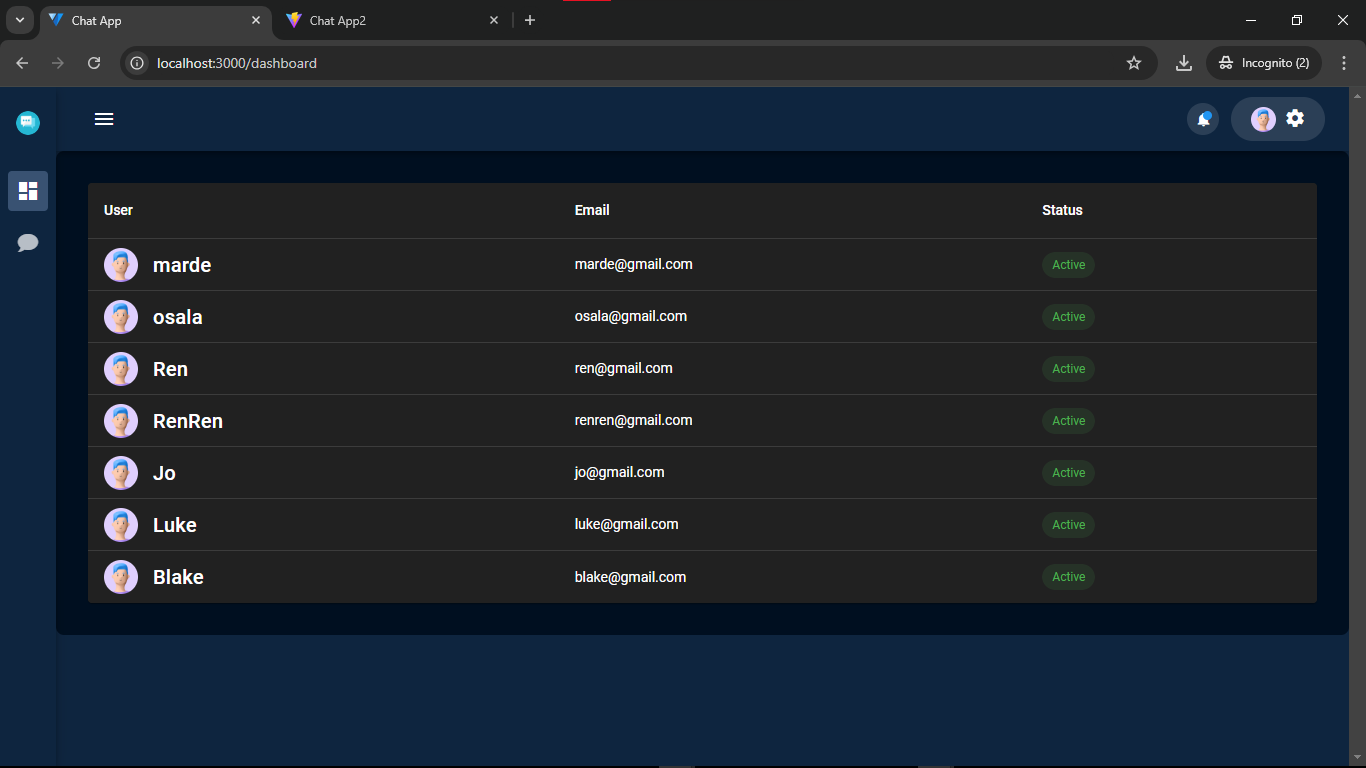 Chat App
Chat App2
localhost:3000/dashboard
Incognito (2)
User Email Status
marde marde@gmail.com Active
osala osala@gmail.com Active
Ren ren@gmail.com Active
RenRen renren@gmail.com Active
Jo jo@gmail.com Active
Luke luke@gmail.com Active
Blake blake@gmail.com Active